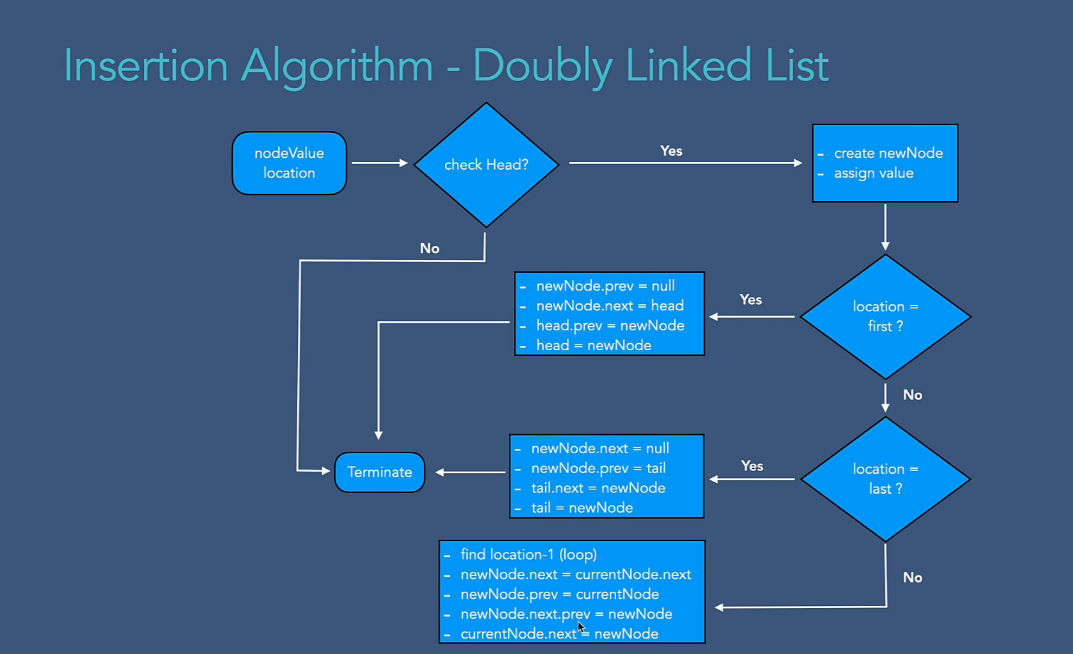 Insertion Algorithm - Doubly Linked List
nodeValue
location
check Head?
Yes
- create newNode
- assign value
No
- newNode.prev = null
- newNode.next = head
- head.prev = newNode
- head = newNode
Yes
location =
first ?
No
Terminate
- newNode.next = null
- newNode.prev = tail
- tail.next = newNode
- tail = newNode
Yes
location =
last ?
- find location-1 (loop)
- newNode.next = currentNode.next
- newNode.prev = currentNode
- newNode.next.prev = newNode
- currentNode.next = newNode
No